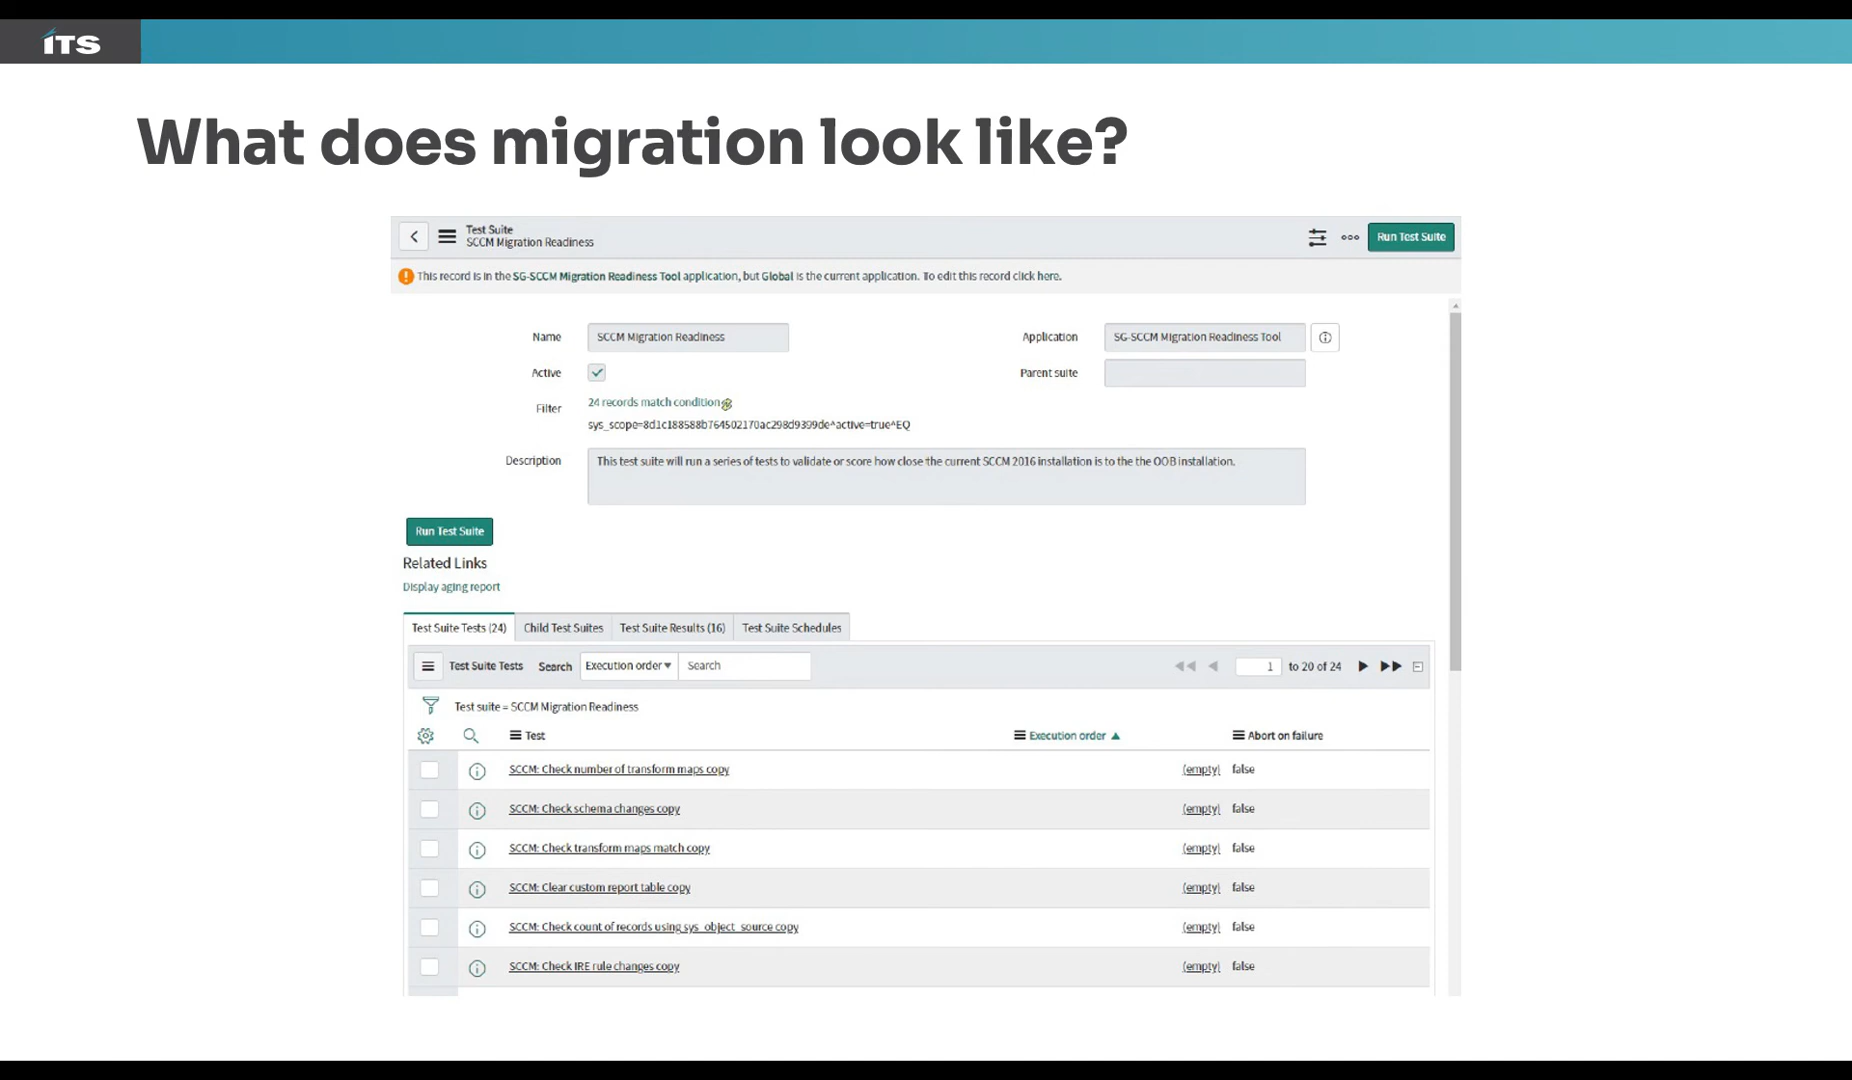 iTS
What does migration look like?
Test Suite
SCCM Migration Readiness
Run Test Suite
This record is in the SG-SCCM Migration Readiness Tool application, but Global is the current application. To edit this record click here.
Name SCCM Migration Readiness Application SG-SCCM Migration Readiness Tool
Active Parent suite
Filter 24 records match condition
sys_scope=8d1c188588b764502170ac298d9399de^active=true^EQ
Description This test suite will run a series of tests to validate or score how close the current SCCM 2016 installation is to the the OOB installation.
Run Test Suite
Related Links
Display aging report
Test Suite Tests (24) Child Test Suites Test Suite Results (16) Test Suite Schedules
Test Suite Tests Search Execution order Search 1 to 20 of 24
Test suite = SCCM Migration Readiness
Test Execution order Abort on failure
SCCM: Check number of transform maps copy (empty) false
SCCM: Check schema changes copy (empty) false
SCCM: Check transform maps match copy (empty) false
SCCM: Clear custom report table copy (empty) false
SCCM: Check count of records using sys_object_source copy (empty) false
SCCM: Check IRE rule changes copy (empty) false